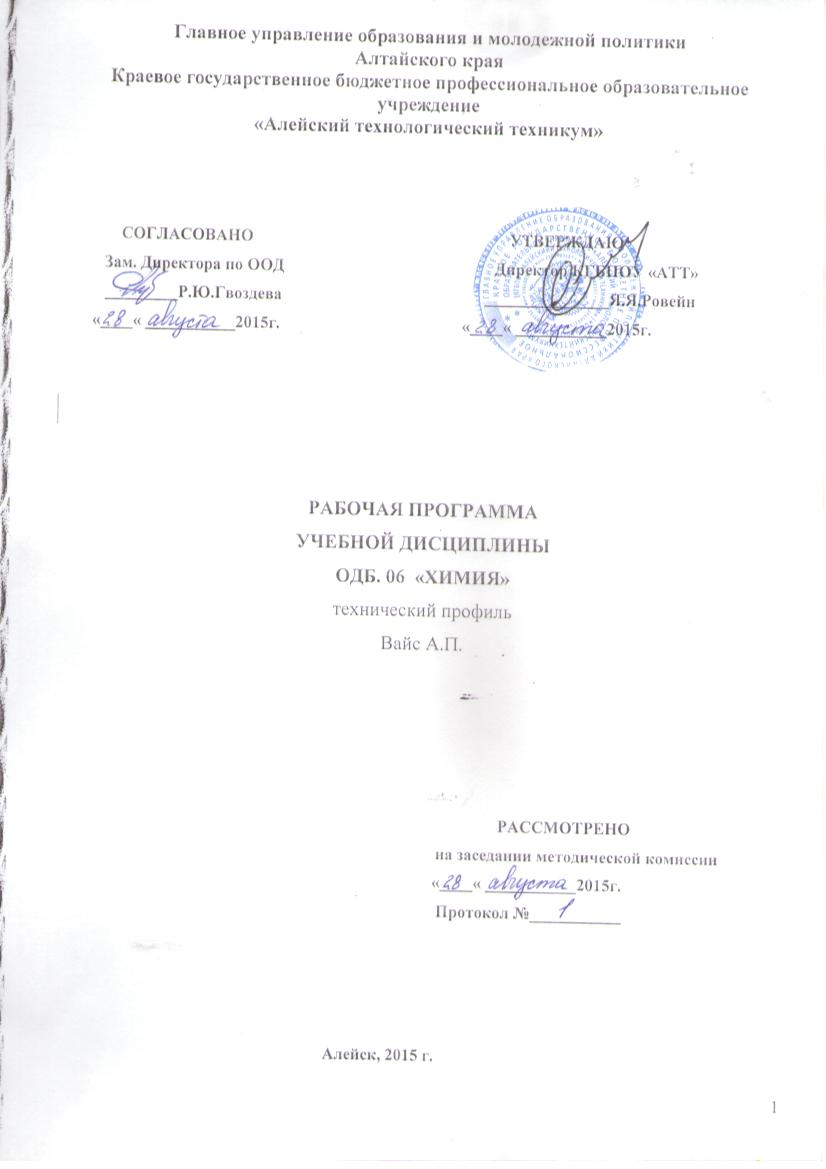 Главное управление образования и молодежной политики
Алтайского края
Краевое государственное бюджетное профессиональное образовательное
учреждение
«Алейский технологический техникум»
СОГЛАСОВАНО
Зам. Директора по ООД
_________Р.Ю.Гвоздева
«28 « августа 2015г.
УТВЕРЖДАЮ
Директор КГБПОУ «АТТ»
_______________Я.Я.Ровейн
«28 « августа 2015г.
РАБОЧАЯ ПРОГРАММА
УЧЕБНОЙ ДИСЦИПЛИНЫ
ОДБ. 06 «ХИМИЯ»
технический профиль
Вайс А.П.
РАССМОТРЕНО
на заседании методической комиссии
«28 « августа 2015г.
Протокол № 1
Алейск, 2015 г.
1